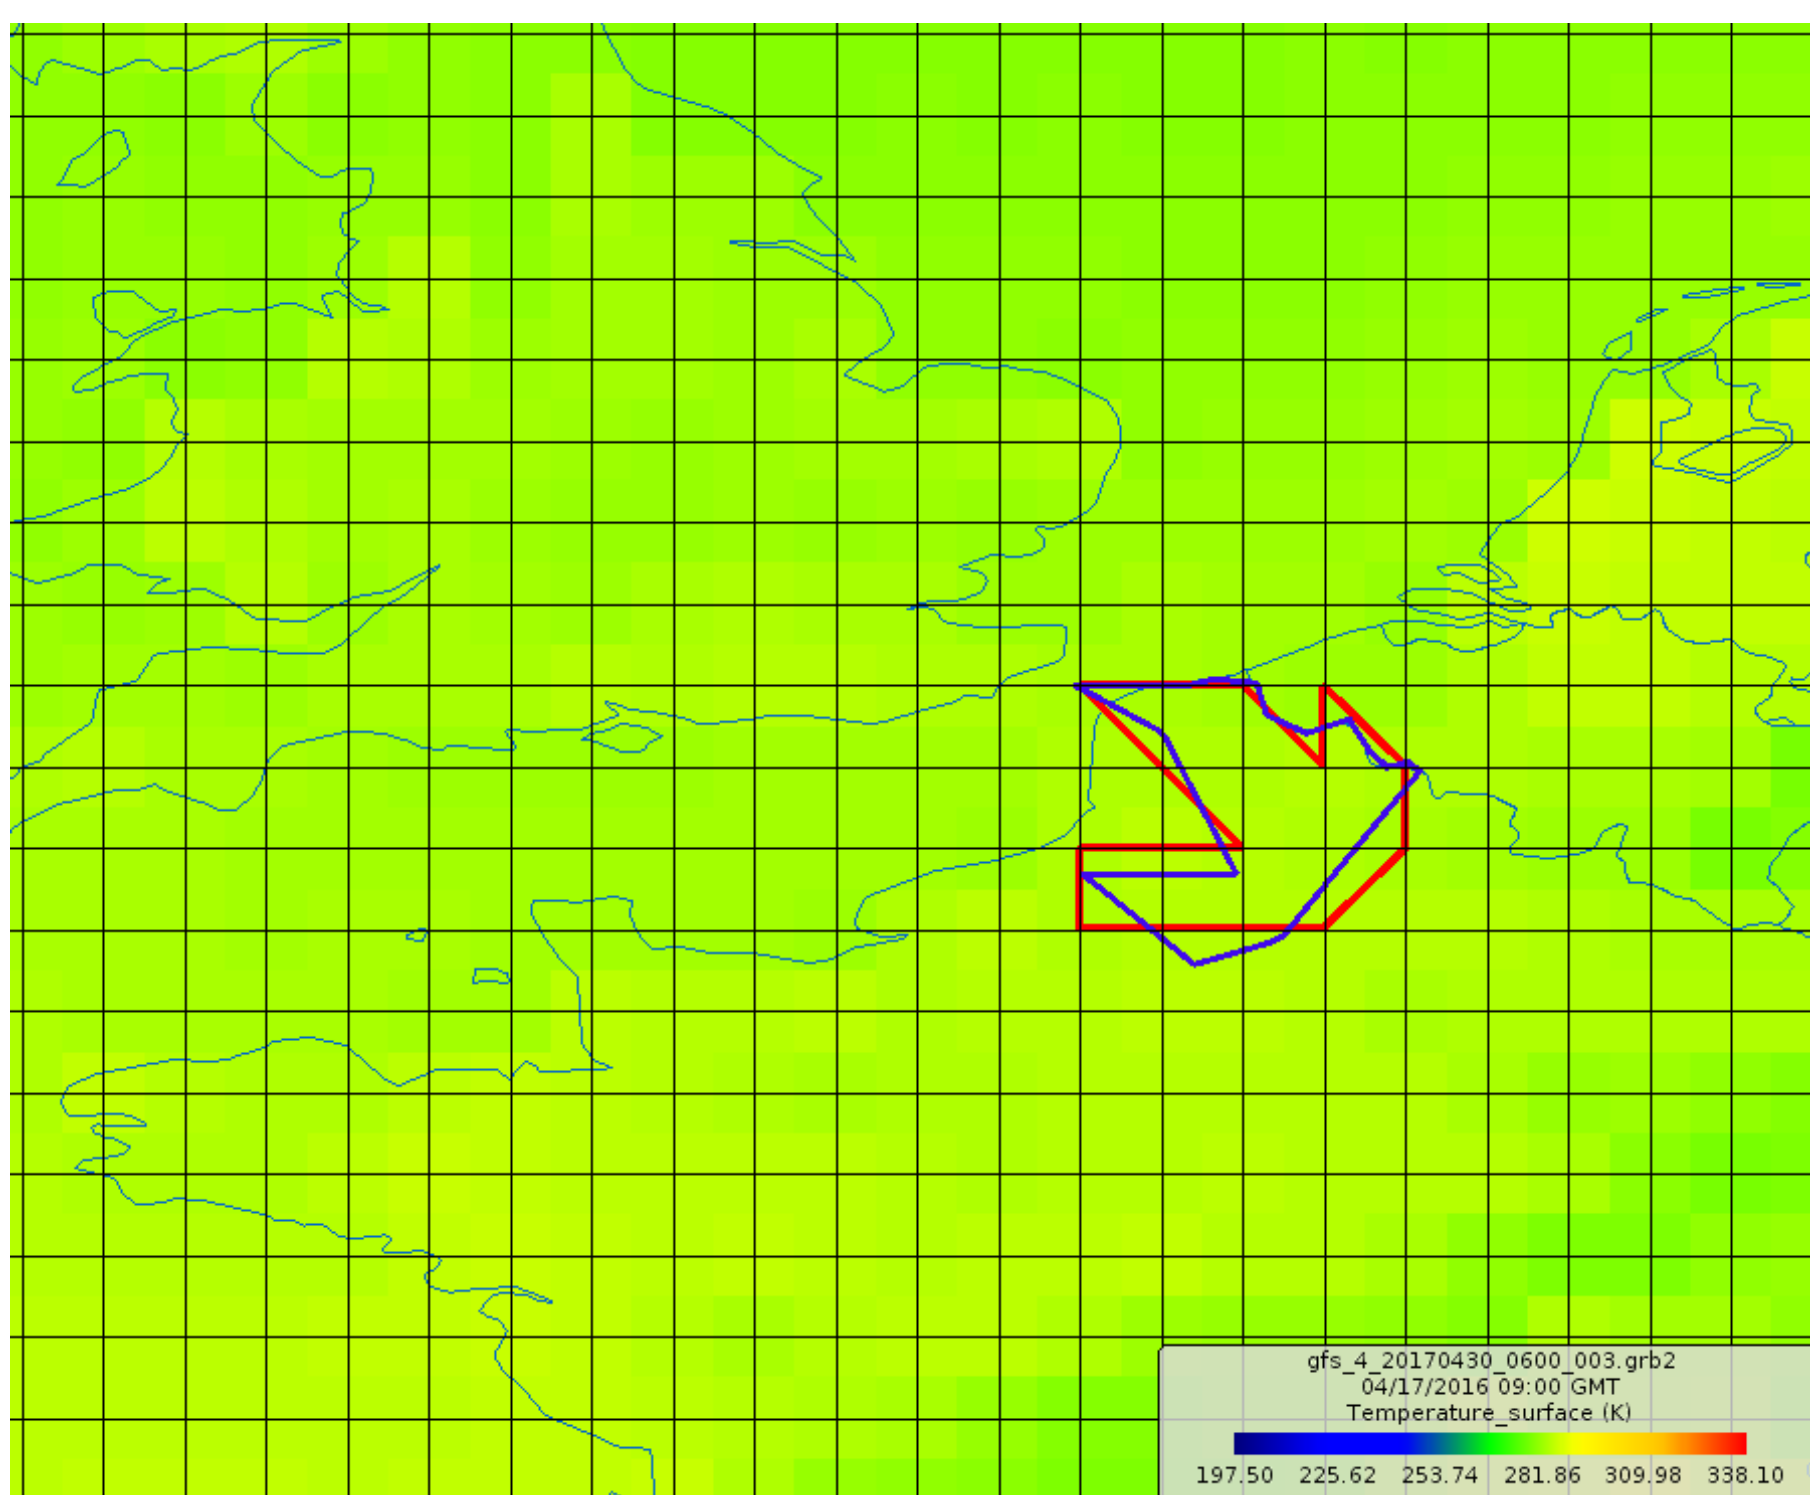 gfs_4_20170430_0600_003.grb2
04/17/2016 09:00 GMT
Temperature_surface (K)
197.50 225.62 253.74 281.86 309.98 338.10